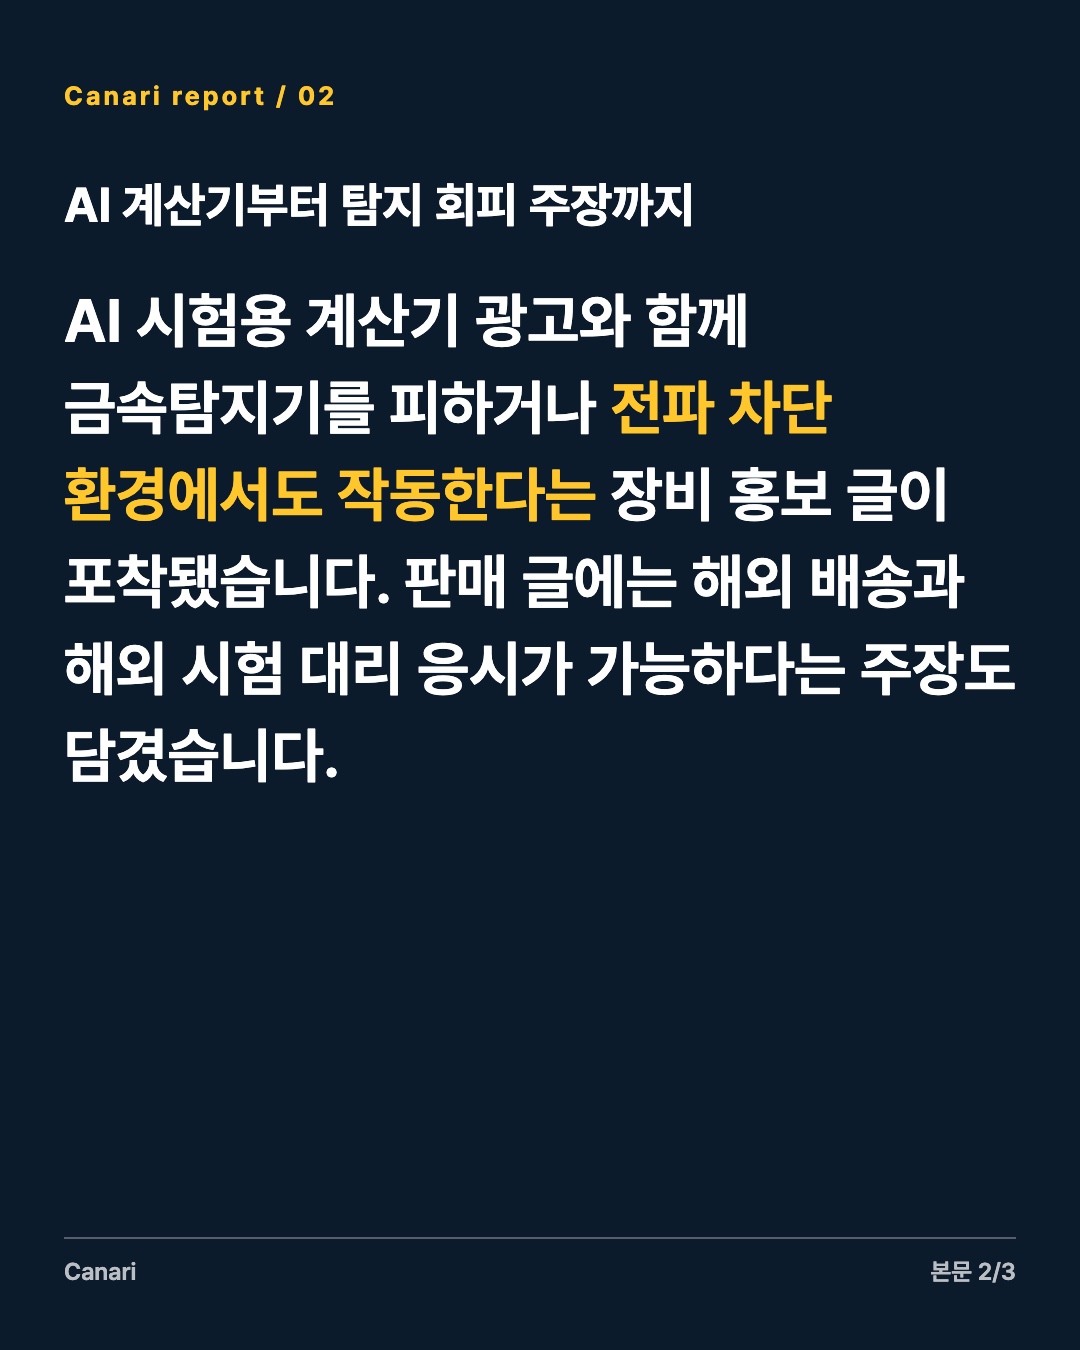 Canari report / 02
AI 계산기부터 탐지 회피 주장까지
AI 시험용 계산기 광고와 함께
금속탐지기를 피하거나 전파 차단
환경에서도 작동한다는 장비 홍보 글이
포착됐습니다. 판매 글에는 해외 배송과
해외 시험 대리 응시가 가능하다는 주장도
담겼습니다.
Canari
본문 2/3